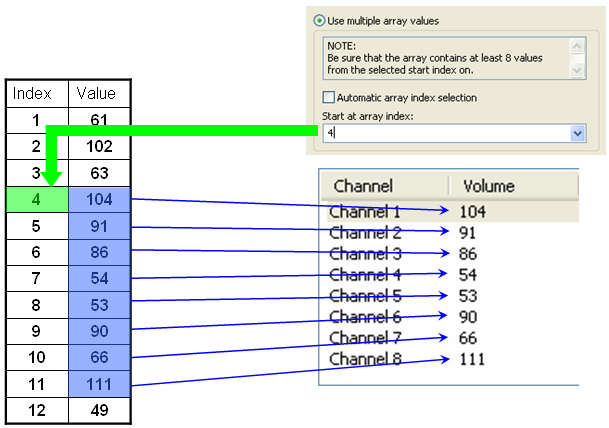 Use multiple array values
NOTE:
Be sure that the array contains at least 8 values
from the selected start index on.
Automatic array index selection
Start at array index:
4
Index Value
1 61
2 102
3 63
4 104
5 91
6 86
7 54
8 53
9 90
10 66
11 111
12 49
Channel Volume
Channel 1 104
Channel 2 91
Channel 3 86
Channel 4 54
Channel 5 53
Channel 6 90
Channel 7 66
Channel 8 111